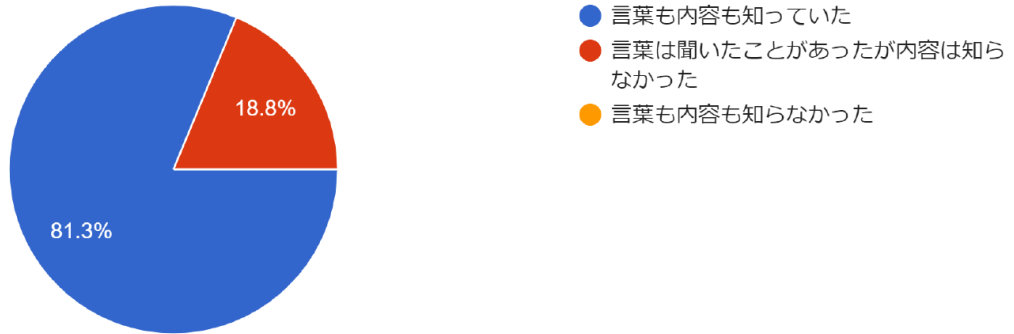 言葉も内容も知っていた
言葉は聞いたことがあったが内容は知ら
なかった
言葉も内容も知らなかった
18.8%
81.3%